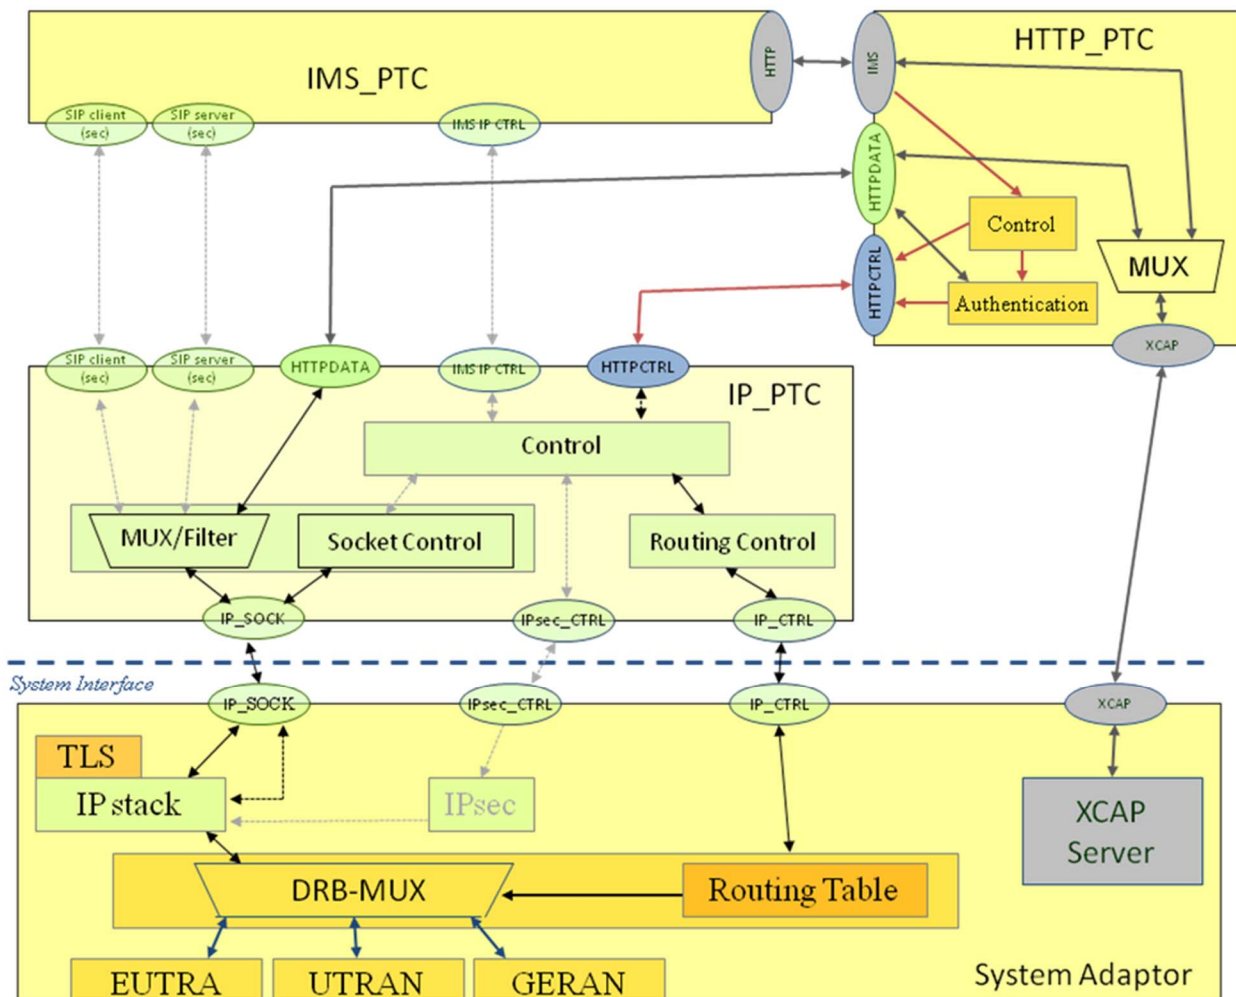 IMS_PTC
HTTP
IMS
HTTP_PTC
SIP client
(sec)
SIP server
(sec)
IMS IP CTRL
HTTPDATA
Control
HTTPCTRL
Authentication
MUX
XCAP
SIP client
(sec)
SIP server
(sec)
HTTPDATA
IMS IP CTRL
HTTPCTRL
IP_PTC
Control
MUX/Filter
Socket Control
Routing Control
IP_SOCK
IPsec_CTRL
IP_CTRL
System Interface
IP_SOCK
IPsec_CTRL
IP_CTRL
XCAP
TLS
IP stack
IPsec
XCAP
Server
DRB-MUX
Routing Table
EUTRA
UTRAN
GERAN
System Adaptor